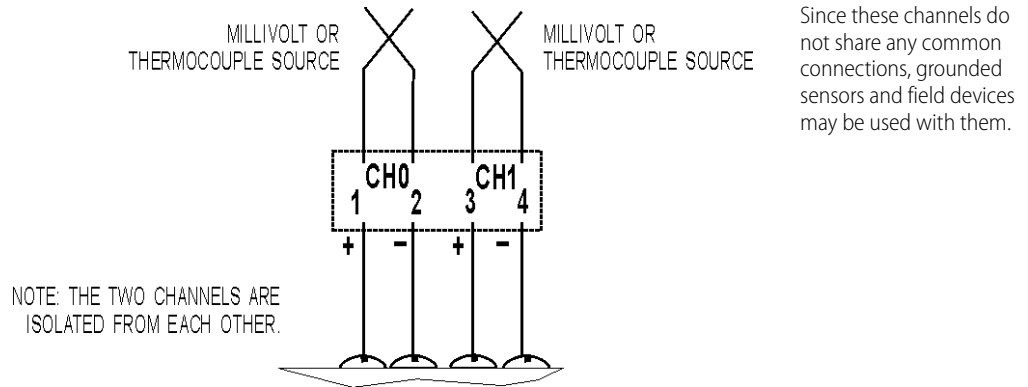 MILLIVOLT OR
THERMOCOUPLE SOURCE
MILLIVOLT OR
THERMOCOUPLE SOURCE
Since these channels do
not share any common
connections, grounded
sensors and field devices
may be used with them.
CH0 CH1
1 2 3 4
+ − + −
NOTE: THE TWO CHANNELS ARE
ISOLATED FROM EACH OTHER.